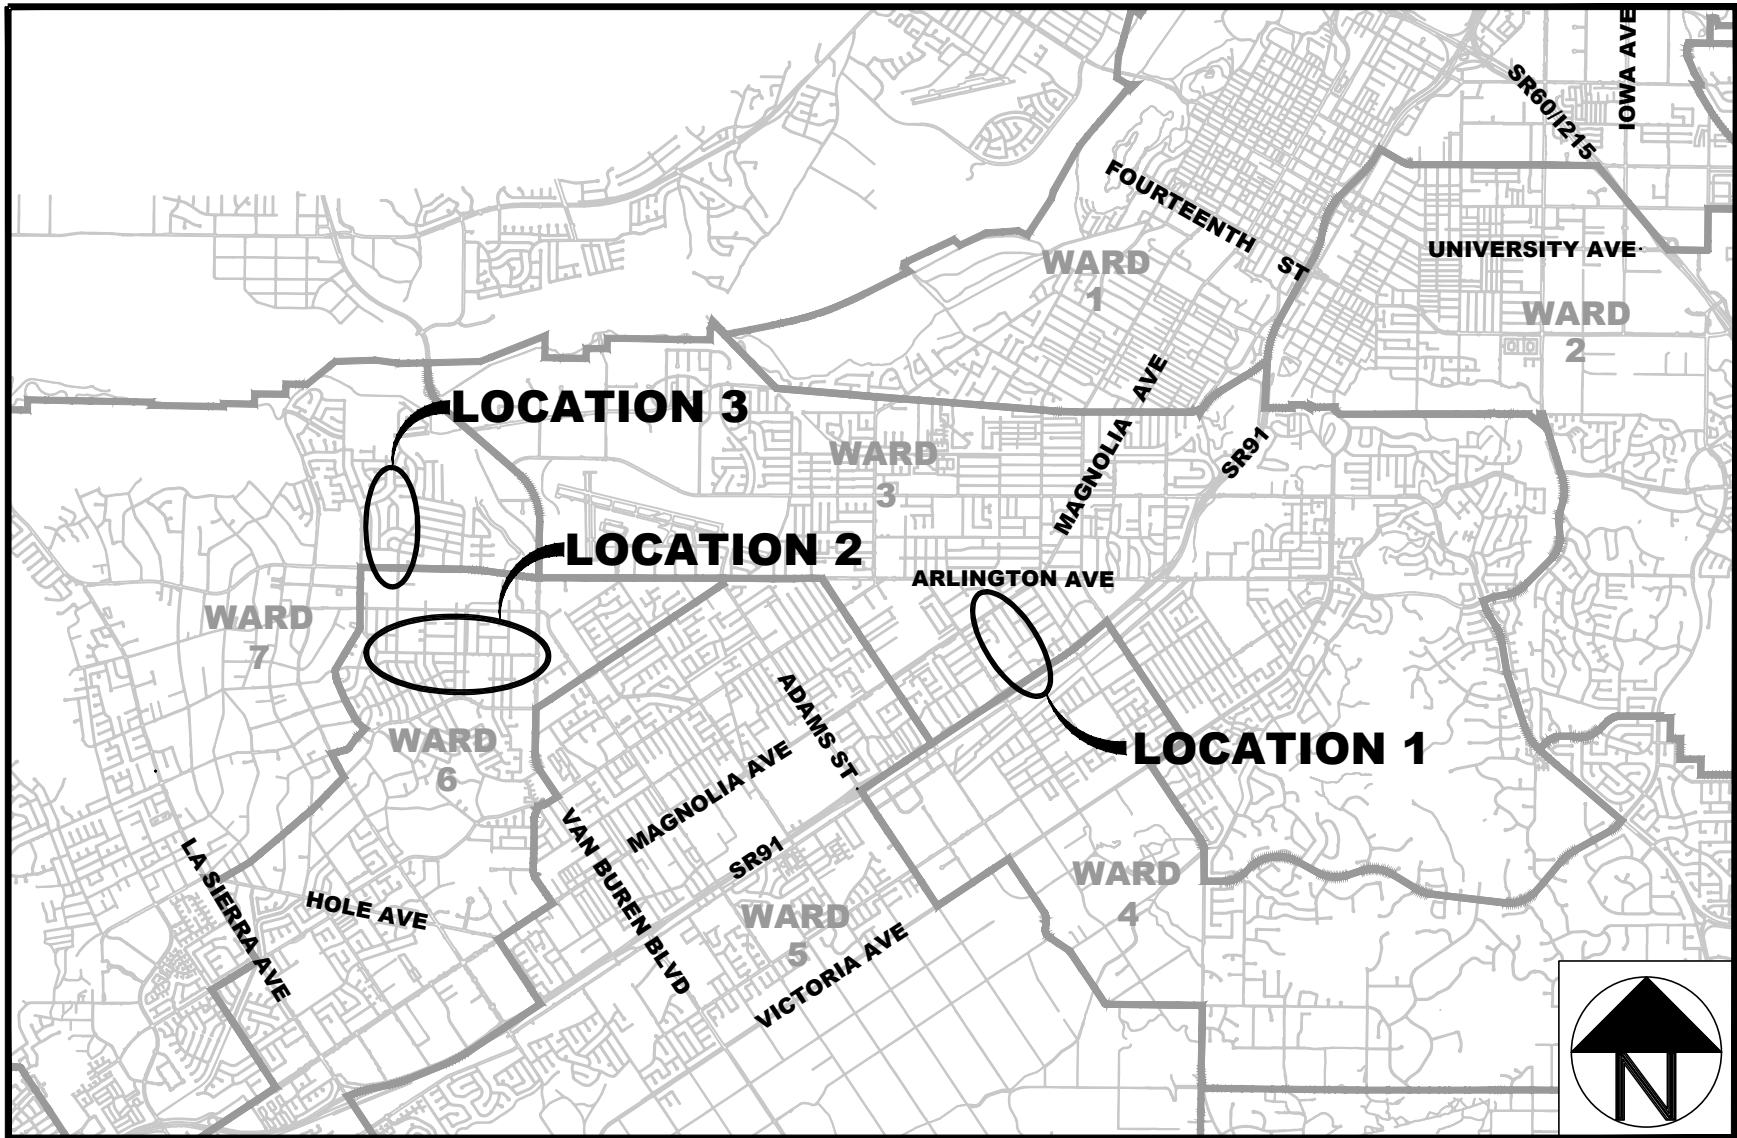 IOWA AVE
SR60/I215
FOURTEENTH ST
UNIVERSITY AVE
WARD
1
WARD
2
MAGNOLIA AVE
LOCATION 3
WARD
3
SR91
LOCATION 2
ARLINGTON AVE
WARD
7
ADAMS ST
WARD
6
LOCATION 1
MAGNOLIA AVE
VAN BUREN BLVD
SR91
LA SIERRA AVE
HOLE AVE
WARD
5
WARD
4
VICTORIA AVE
N